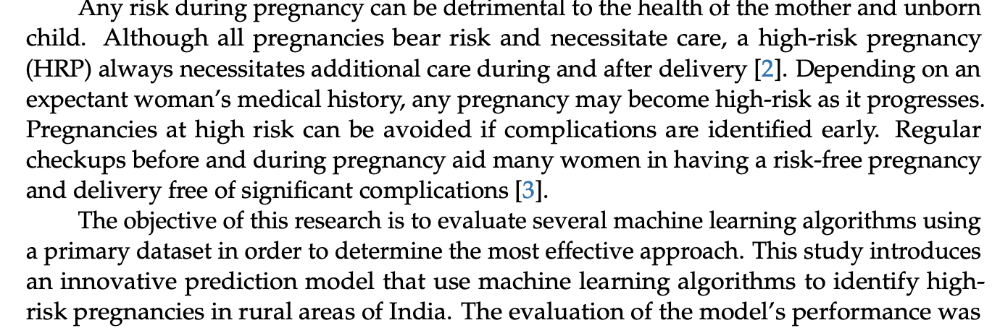 Any risk during pregnancy can be detrimental to the health of the mother and unborn
child. Although all pregnancies bear risk and necessitate care, a high-risk pregnancy
(HRP) always necessitates additional care during and after delivery [2]. Depending on an
expectant woman's medical history, any pregnancy may become high-risk as it progresses.
Pregnancies at high risk can be avoided if complications are identified early. Regular
checkups before and during pregnancy aid many women in having a risk-free pregnancy
and delivery free of significant complications [3].
The objective of this research is to evaluate several machine learning algorithms using
a primary dataset in order to determine the most effective approach. This study introduces
an innovative prediction model that use machine learning algorithms to identify high-
risk pregnancies in rural areas of India. The evaluation of the model's performance was